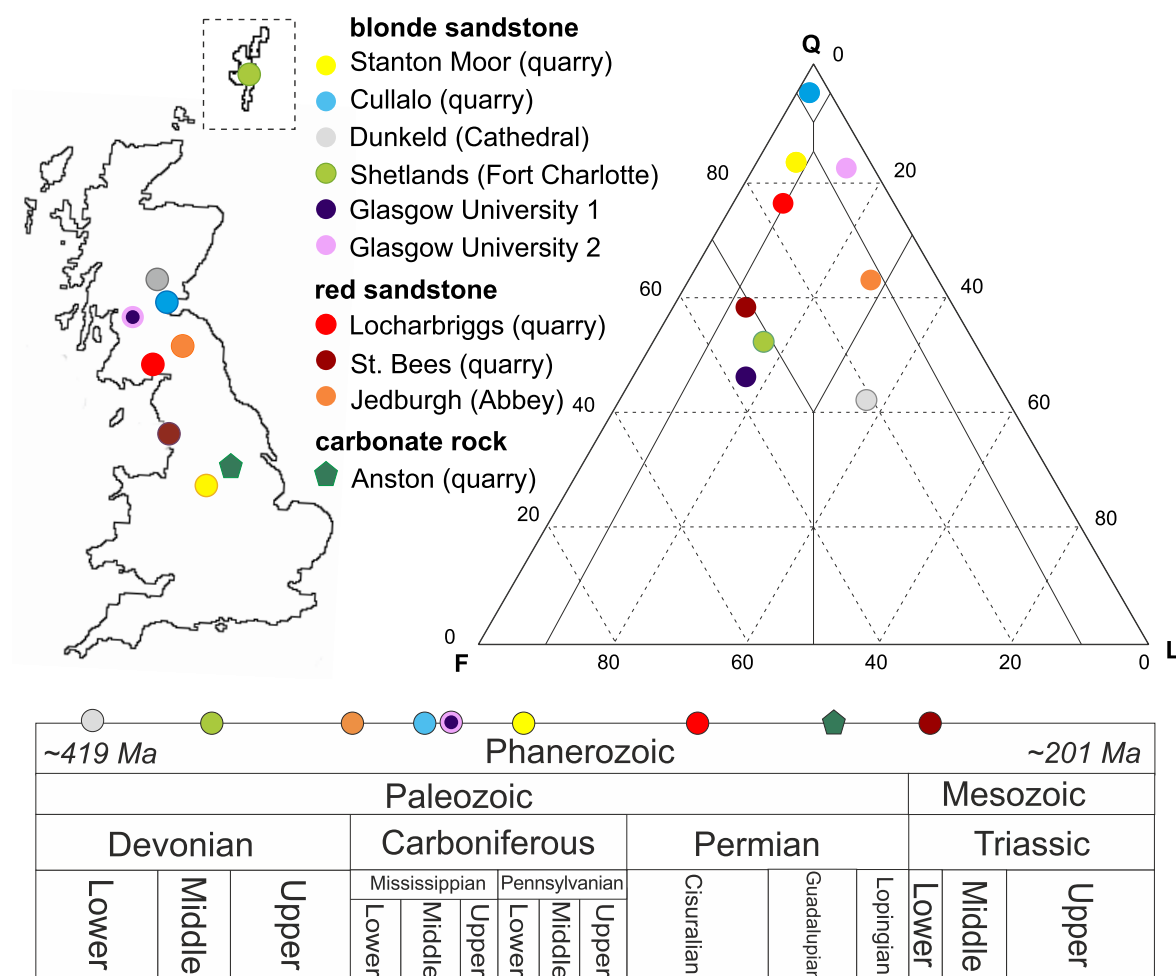 blonde sandstone
Stanton Moor (quarry)
Cullalo (quarry)
Dunkeld (Cathedral)
Shetlands (Fort Charlotte)
Glasgow University 1
Glasgow University 2
red sandstone
Locharbriggs (quarry)
St. Bees (quarry)
Jedburgh (Abbey)
carbonate rock
Anston (quarry)
Q
0
80
20
60
40
40
60
20
80
0
F
80
60
40
20
0
L
~419 Ma
Phanerozoic
~201 Ma
Paleozoic
Mesozoic
Devonian
Carboniferous
Permian
Triassic
Mississippian
Pennsylvanian
Lower
Middle
Upper
Lower
Middle
Upper
Lower
Middle
Upper
Cisuralian
Guadalupian
Lopingian
Lower
Middle
Upper